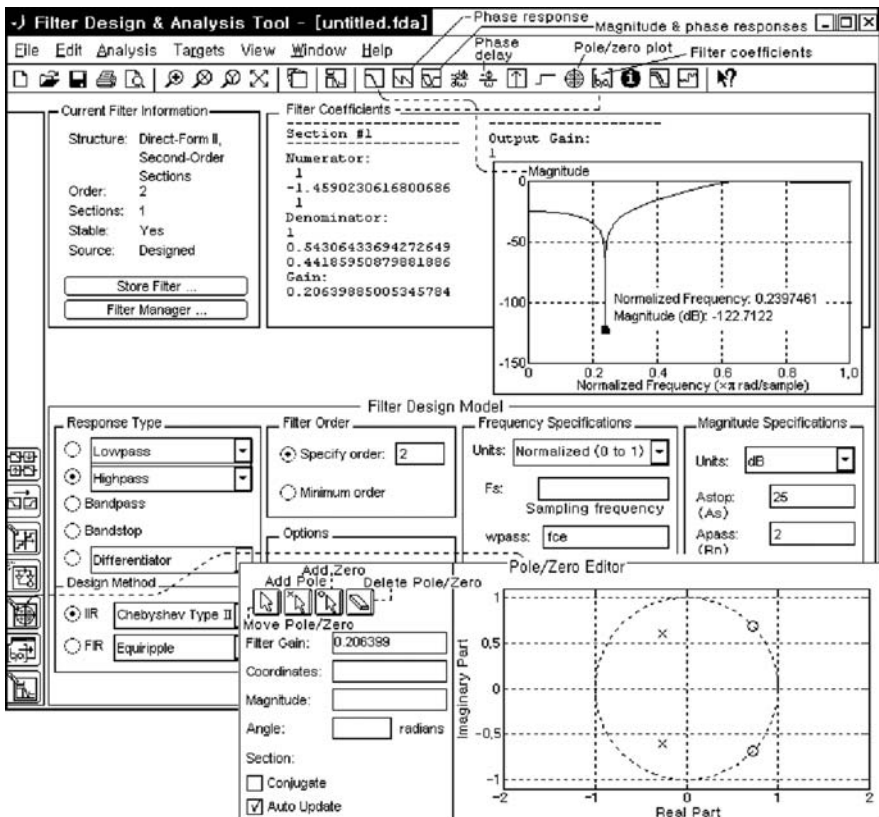 Filter Design & Analysis Tool - [untitled.fda]
Phase response
Magnitude & phase responses
File Edit Analysis Targets View Window Help
Phase delay
Pole/zero plot
Filter coefficients
Current Filter Information
Structure: Direct-Form II,
Second-Order
Sections
Order: 2
Sections: 1
Stable: Yes
Source: Designed
Store Filter ...
Filter Manager ...
Filter Coefficients
Section #1
Numerator:
1
-1.4590230616800686
1
Denominator:
1
0.54306433694272649
0.44185950879881886
Gain:
0.20639885005345784
Output Gain:
1
Magnitude
0
-50
-100
-150
Normalized Frequency: 0.2397461
Magnitude (dB): -122.7122
0 0.2 0.4 0.6 0.8 1,0
Normalized Frequency (×π rad/sample)
Filter Design Model
Response Type
Lowpass
Highpass
Bandpass
Bandstop
Differentiator
Design Method
IIR Chebyshev Type II
FIR Equiripple
Filter Order
Specify order: 2
Minimum order
Options
Frequency Specifications
Units: Normalized (0 to 1)
Fs:
Sampling frequency
wpass: fce
Magnitude Specifications
Units: dB
Astop: 25
(As)
Apass: 2
(Rp)
Pole/Zero Editor
Add Zero
Add Pole Delete Pole/Zero
Move Pole/Zero
Filter Gain: 0.206399
Coordinates:
Magnitude:
Angle: radians
Section:
Conjugate
Auto Update
Imaginary Part
1
0,5
0
-0,5
-1
-2 -1 0 1 2
Real Part